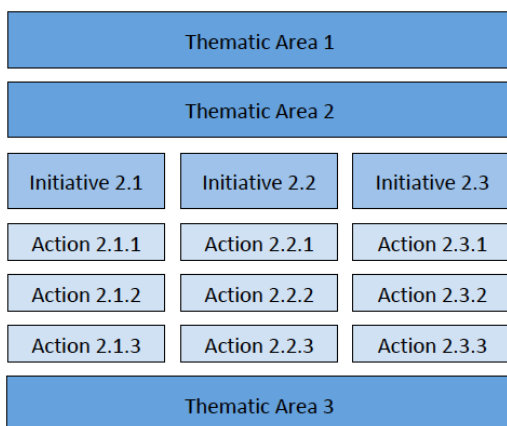 Thematic Area 1
Thematic Area 2
Initiative 2.1 Initiative 2.2 Initiative 2.3
Action 2.1.1 Action 2.2.1 Action 2.3.1
Action 2.1.2 Action 2.2.2 Action 2.3.2
Action 2.1.3 Action 2.2.3 Action 2.3.3
Thematic Area 3